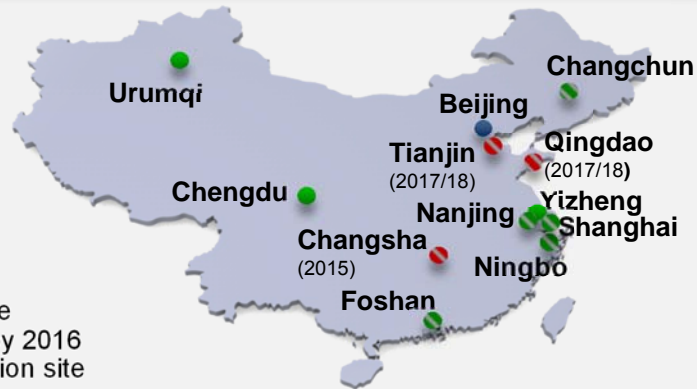 Changchun
Urumqi
Beijing
Qingdao
(2017/18)
Tianjin
(2017/18)
Chengdu
Yizheng
Nanjing
Shanghai
Changsha
(2015)
Ningbo
Foshan
e
y 2016
ion site